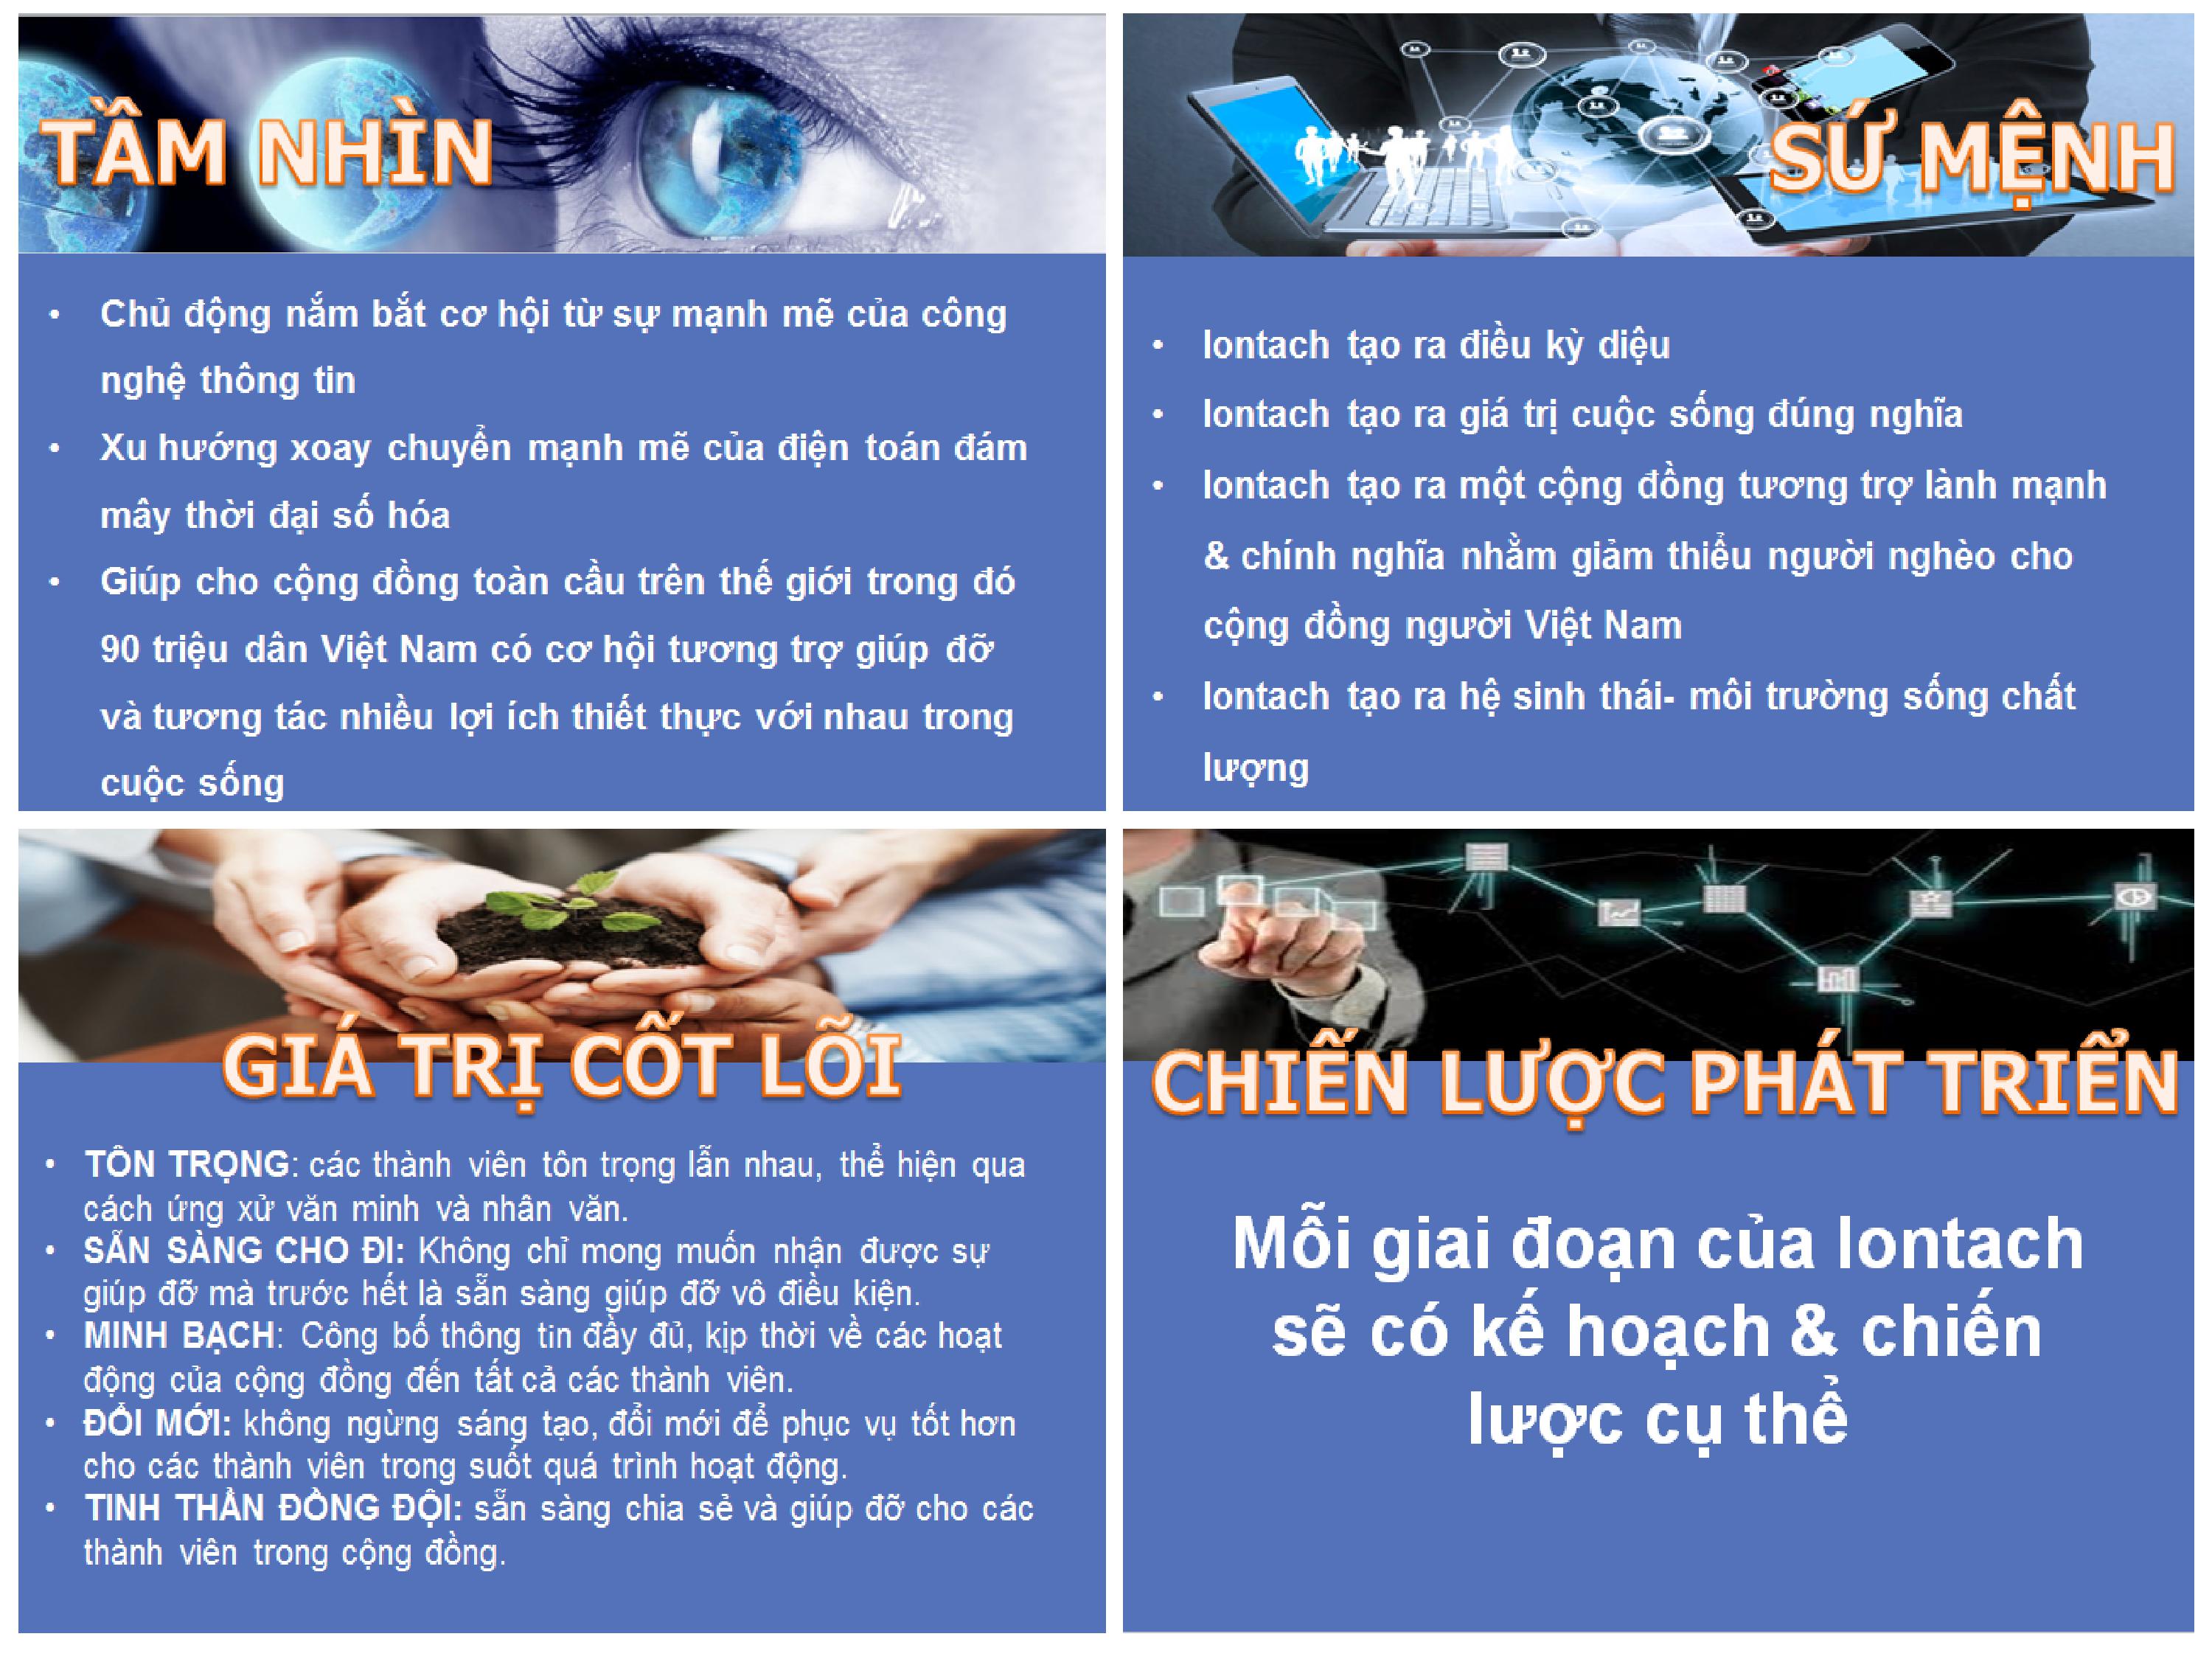 TẦM NHÌN
• Chủ động nắm bắt cơ hội từ sự mạnh mẽ của công
nghệ thông tin
• Xu hướng xoay chuyển mạnh mẽ của điện toán đám
mây thời đại số hóa
• Giúp cho cộng đồng toàn cầu trên thế giới trong đó
90 triệu dân Việt Nam có cơ hội tương trợ giúp đỡ
và tương tác nhiều lợi ích thiết thực với nhau trong
cuộc sống
SỨ MỆNH
• Iontach tạo ra điều kỳ diệu
• Iontach tạo ra giá trị cuộc sống đúng nghĩa
• Iontach tạo ra một cộng đồng tương trợ lành mạnh
& chính nghĩa nhằm giảm thiểu người nghèo cho
cộng đồng người Việt Nam
• Iontach tạo ra hệ sinh thái- môi trường sống chất
lượng
GIÁ TRỊ CỐT LÕI
• TÔN TRỌNG: các thành viên tôn trọng lẫn nhau, thể hiện qua
cách ứng xử văn minh và nhân văn.
• SẴN SÀNG CHO ĐI: Không chỉ mong muốn nhận được sự
giúp đỡ mà trước hết là sẵn sàng giúp đỡ vô điều kiện.
• MINH BẠCH: Công bố thông tin đầy đủ, kịp thời về các hoạt
động của cộng đồng đến tất cả các thành viên.
• ĐỔI MỚI: không ngừng sáng tạo, đổi mới để phục vụ tốt hơn
cho các thành viên trong suốt quá trình hoạt động.
• TINH THẦN ĐỒNG ĐỘI: sẵn sàng chia sẻ và giúp đỡ cho các
thành viên trong cộng đồng.
CHIẾN LƯỢC PHÁT TRIỂN
Mỗi giai đoạn của Iontach
sẽ có kế hoạch & chiến
lược cụ thể